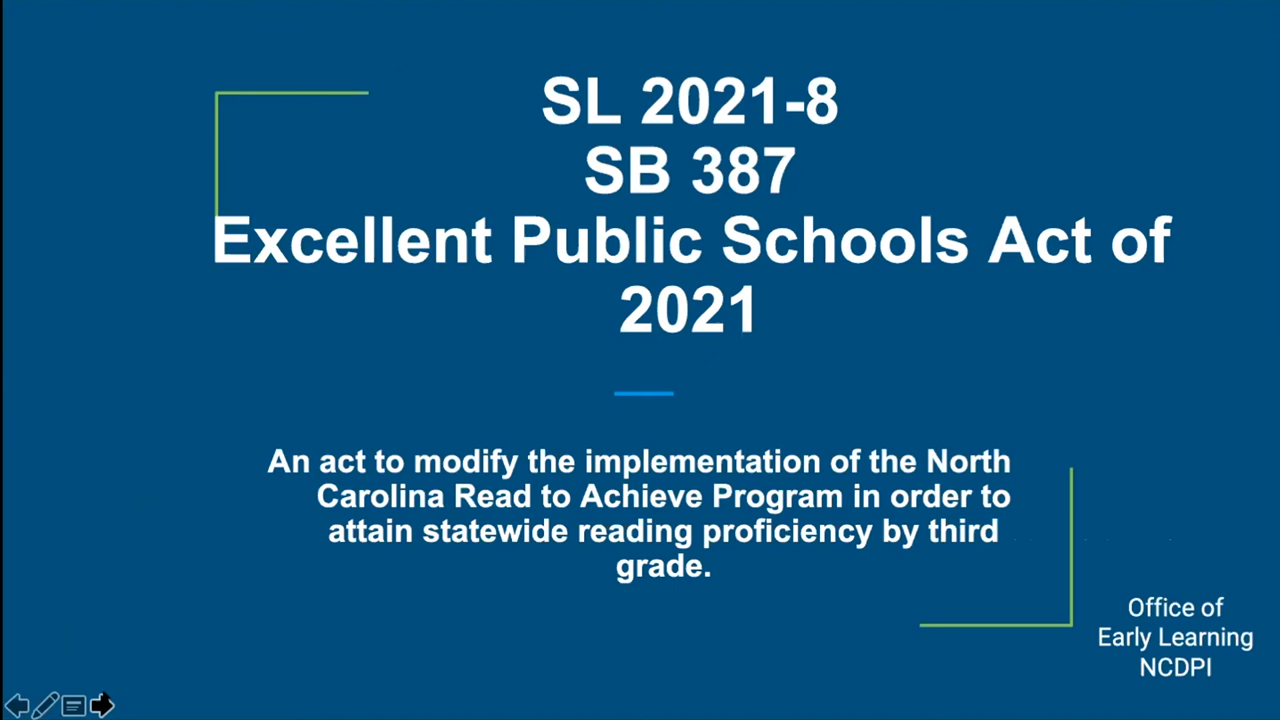 SL 2021-8
SB 387
Excellent Public Schools Act of
2021
An act to modify the implementation of the North
Carolina Read to Achieve Program in order to
attain statewide reading proficiency by third
grade.
Office of
Early Learning
NCDPI